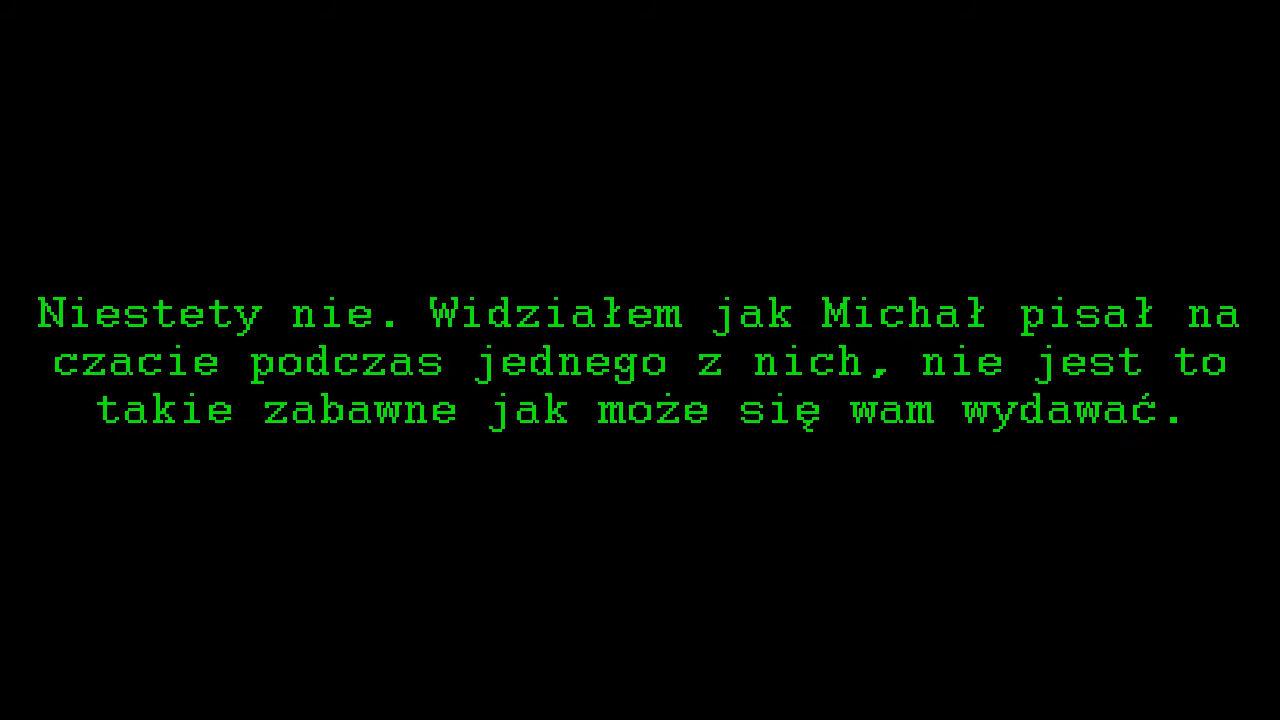 Niestety nie. Widziałem jak Michał pisał na
czacie podczas jednego z nich, nie jest to
takie zabawne jak może się wam wydawać.